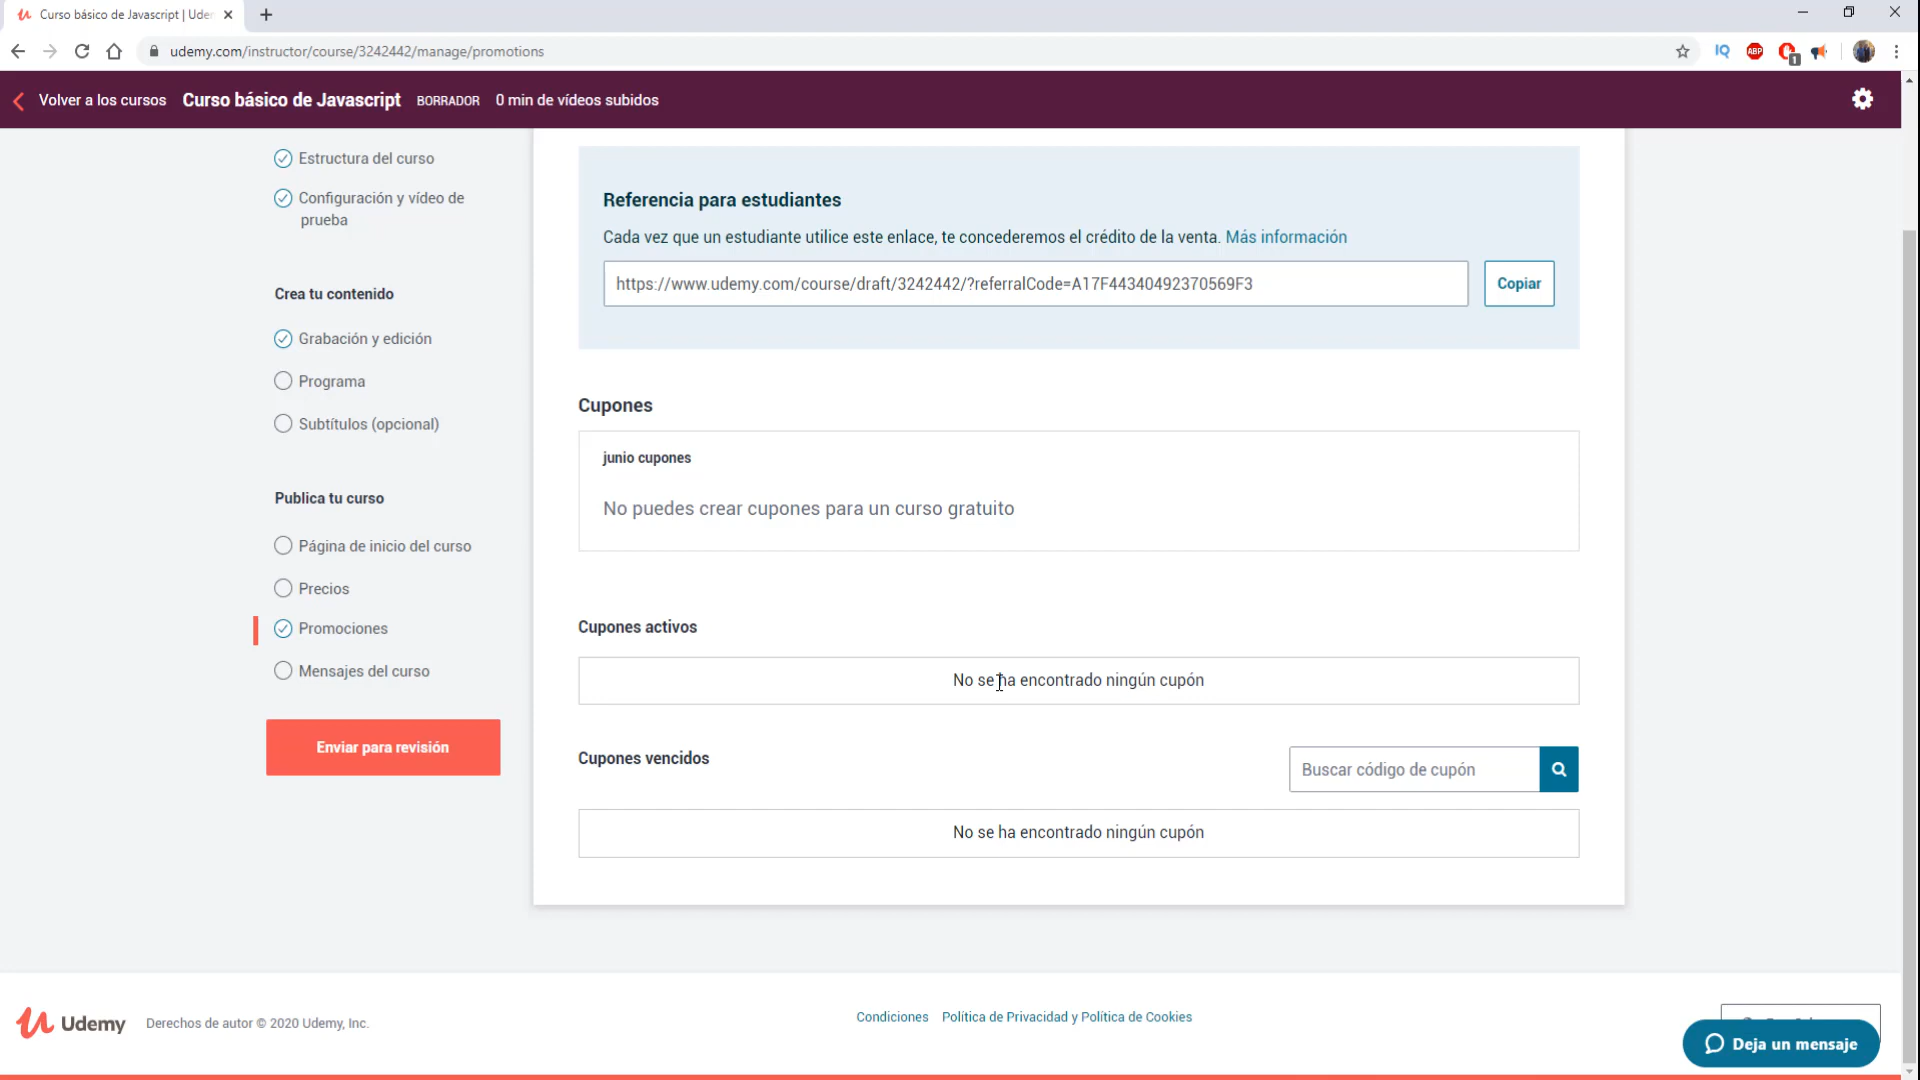 Curso básico de Javascript | Uder
udemy.com/instructor/course/3242442/manage/promotions
IQ
ABP
1
Volver a los cursos Curso básico de Javascript BORRADOR 0 min de vídeos subidos
Estructura del curso
Configuración y vídeo de
prueba
Crea tu contenido
Grabación y edición
Programa
Subtítulos (opcional)
Publica tu curso
Página de inicio del curso
Precios
Promociones
Mensajes del curso
Enviar para revisión
Referencia para estudiantes
Cada vez que un estudiante utilice este enlace, te concederemos el crédito de la venta. Más información
https://www.udemy.com/course/draft/3242442/?referralCode=A17F44340492370569F3
Copiar
Cupones
junio cupones
No puedes crear cupones para un curso gratuito
Cupones activos
No se ha encontrado ningún cupón
Cupones vencidos
Buscar código de cupón
No se ha encontrado ningún cupón
Udemy
Derechos de autor © 2020 Udemy, Inc.
Condiciones
Política de Privacidad y Política de Cookies
Deja un mensaje